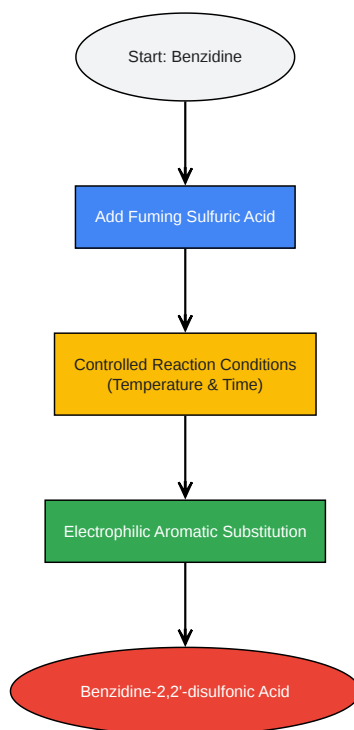 Start: Benzidine
Add Fuming Sulfuric Acid
Controlled Reaction Conditions
(Temperature & Time)
Electrophilic Aromatic Substitution
Benzidine-2,2'-disulfonic Acid